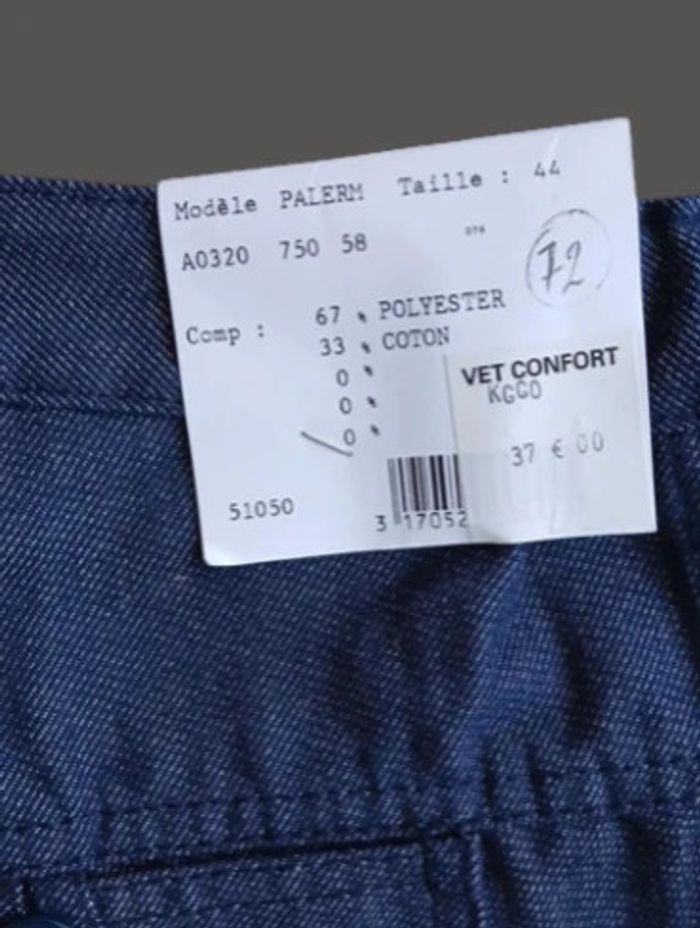 Modèle PALERM Taille : 44
A0320 750 58
72
Comp : 67 % POLYESTER
33 % COTON
0 %
0 %
0 %
VET CONFORT
37 € 00
51050
3 17052